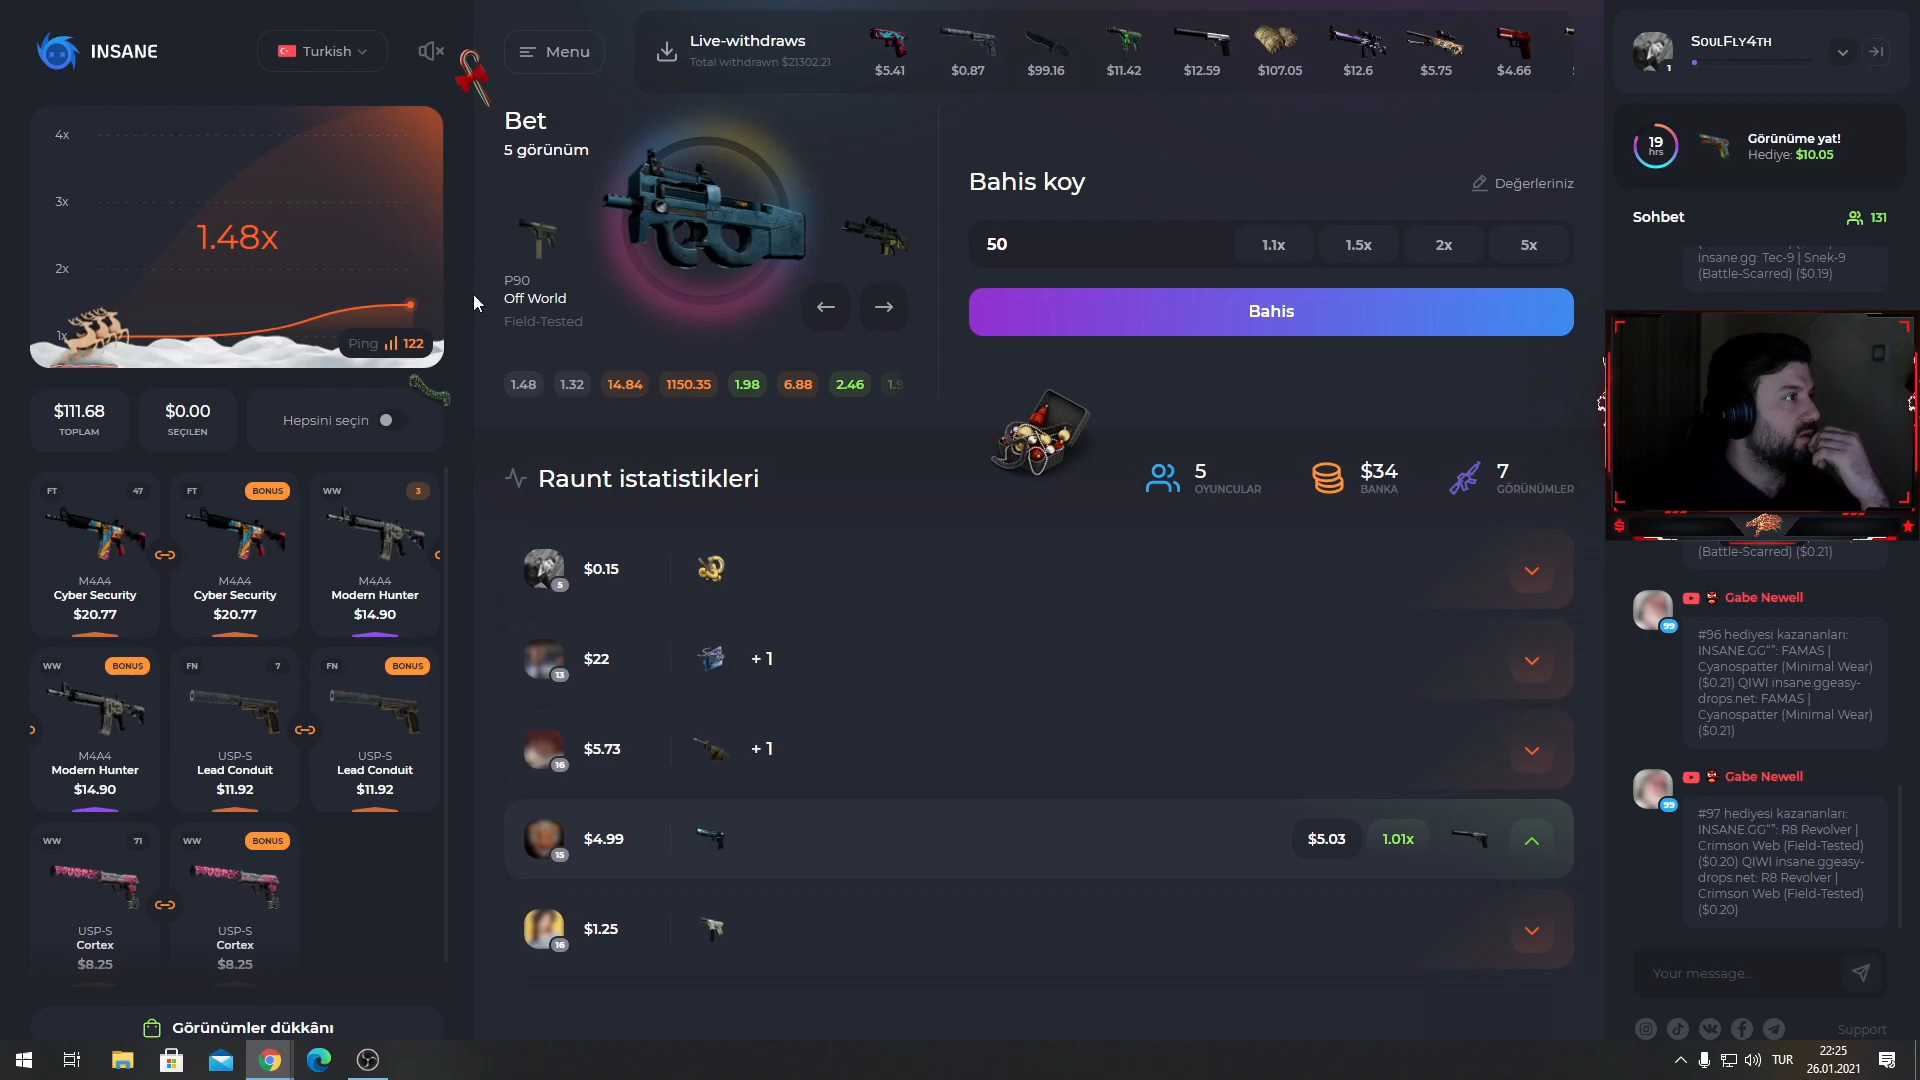 INSANE
Turkish
Menu
Live-withdraws
Total withdrawn $21302.21
$5.41
$0.87
$99.16
$11.42
$12.59
$107.05
$12.6
$5.75
$4.66
SOULFLY4TH
1
4x
3x
2x
1x
1.48x
Ping 122
Bet
5 görünüm
P90
Off World
Field-Tested
1.48
1.32
14.84
1150.35
1.98
6.88
2.46
Bahis koy
Değerleriniz
50
1.1x
1.5x
2x
5x
Bahis
19
hrs
Görünüme yat!
Hediye: $10.05
Sohbet
131
insane.gg: Tec-9 | Snek-9
(Battle-Scarred) ($0.19)
$111.68
TOPLAM
$0.00
SEÇILEN
Hepsini seçin
FT
47
M4A4
Cyber Security
$20.77
FT
BONUS
M4A4
Cyber Security
$20.77
WW
3
M4A4
Modern Hunter
$14.90
WW
BONUS
M4A4
Modern Hunter
$14.90
FN
7
USP-S
Lead Conduit
$11.92
FN
BONUS
USP-S
Lead Conduit
$11.92
WW
71
USP-S
Cortex
$8.25
WW
BONUS
USP-S
Cortex
$8.25
Görünümler dükkânı
Raunt istatistikleri
5
OYUNCULAR
$34
BANKA
7
GÖRÜNÜMLER
5
$0.15
13
$22
+ 1
16
$5.73
+ 1
15
$4.99
$5.03
1.01x
16
$1.25
(Battle-Scarred) ($0.21)
Gabe Newell
99
#96 hediyesi kazananları:
INSANE.GG“”: FAMAS |
Cyanospatter (Minimal Wear)
($0.21) QIWI insane.ggeasy-
drops.net: FAMAS |
Cyanospatter (Minimal Wear)
($0.21)
Gabe Newell
99
#97 hediyesi kazananları:
INSANE.GG“”: R8 Revolver |
Crimson Web (Field-Tested)
($0.20) QIWI insane.ggeasy-
drops.net: R8 Revolver |
Crimson Web (Field-Tested)
($0.20)
Your message...
Support
TUR
22:25
26.01.2021